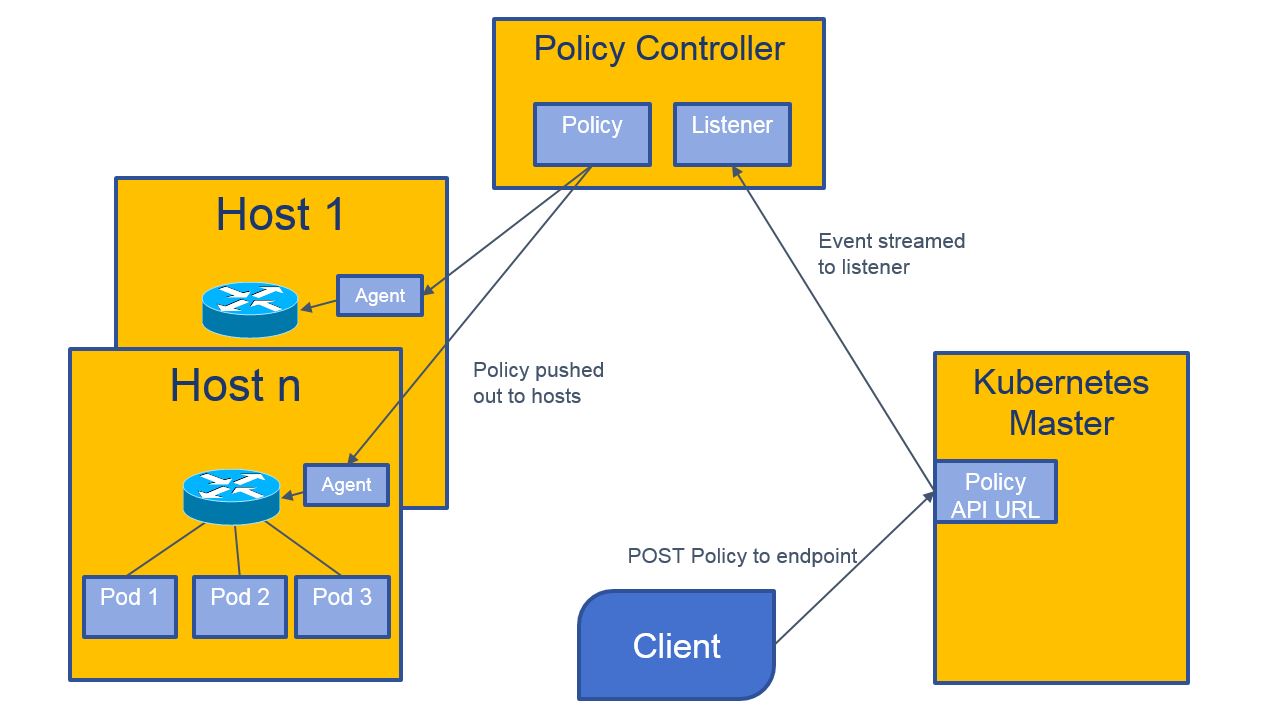 Policy Controller
Policy
Listener
Host 1
Agent
Event streamed
to listener
Policy pushed
out to hosts
Host n
Agent
Pod 1
Pod 2
Pod 3
Kubernetes
Master
Policy
API URL
POST Policy to endpoint
Client